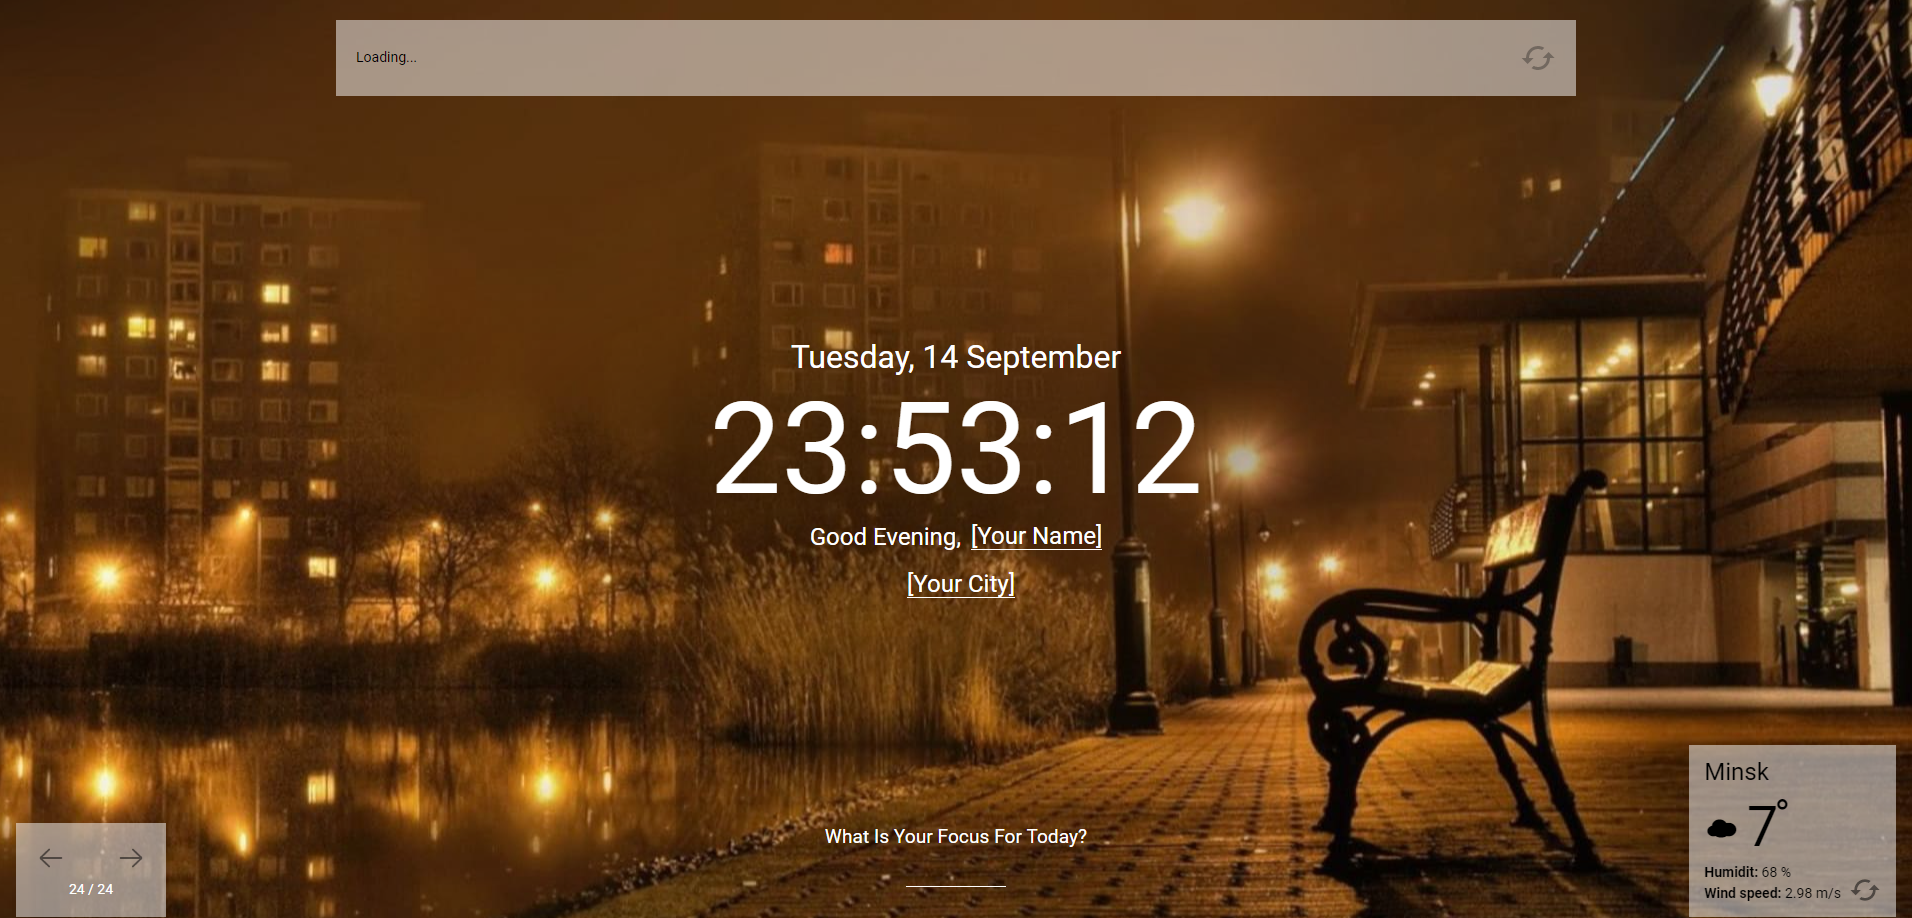 Loading...
Tuesday, 14 September
23:53:12
Good Evening, [Your Name]
[Your City]
What Is Your Focus For Today?
24 / 24
Minsk
7°
Humidit: 68 %
Wind speed: 2.98 m/s